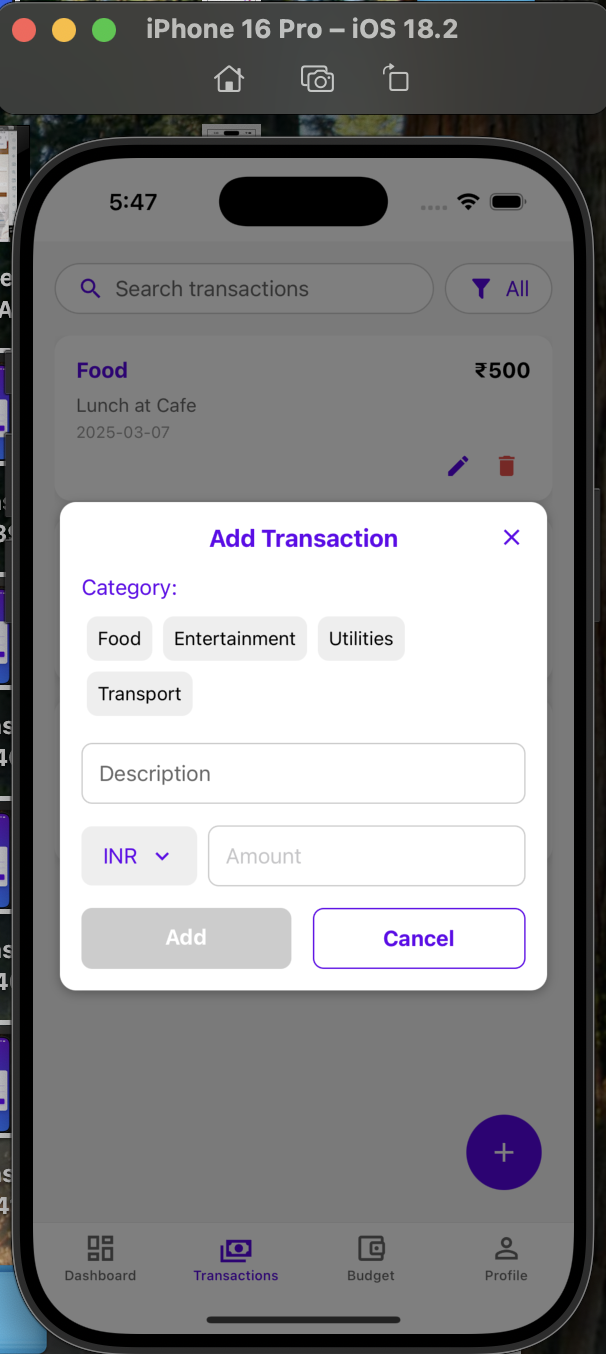 iPhone 16 Pro – iOS 18.2
5:47
Search transactions
All
Food
₹500
Lunch at Cafe
2025-03-07
Add Transaction
Category:
Food
Entertainment
Utilities
Transport
Description
INR
Amount
Add
Cancel
Dashboard
Transactions
Budget
Profile